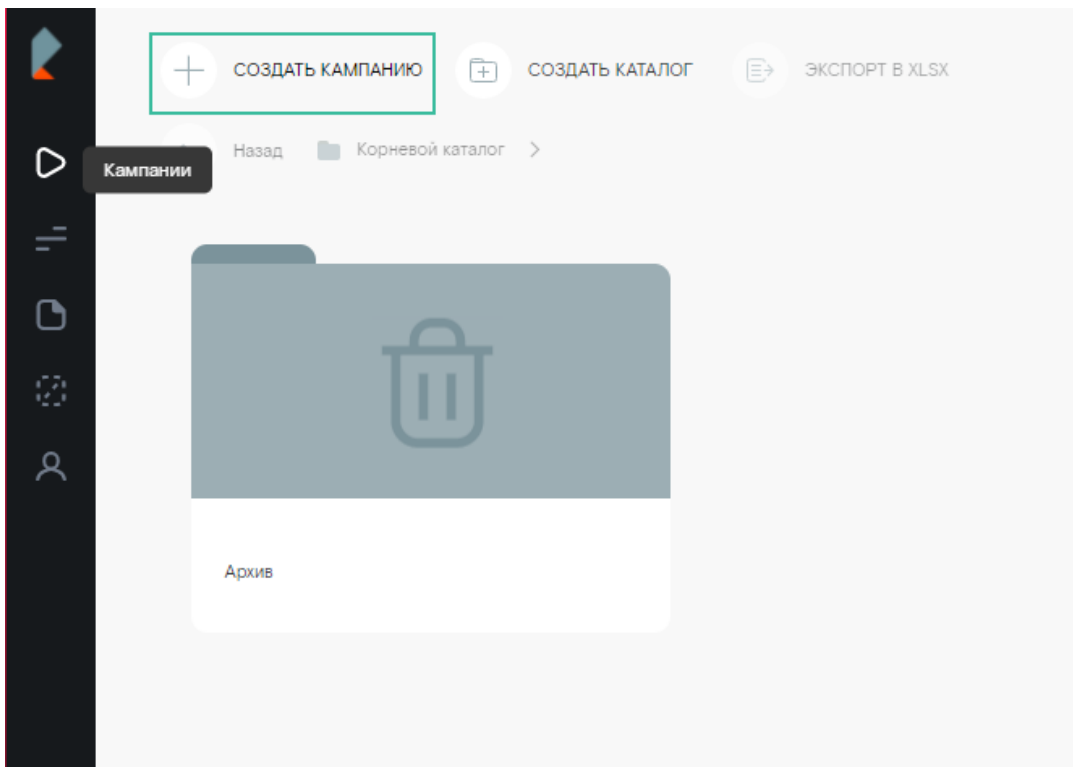 СОЗДАТЬ КАМПАНИЮ СОЗДАТЬ КАТАЛОГ ЭКСПОРТ В XLSX
Назад Корневой каталог
Кампании
Архив